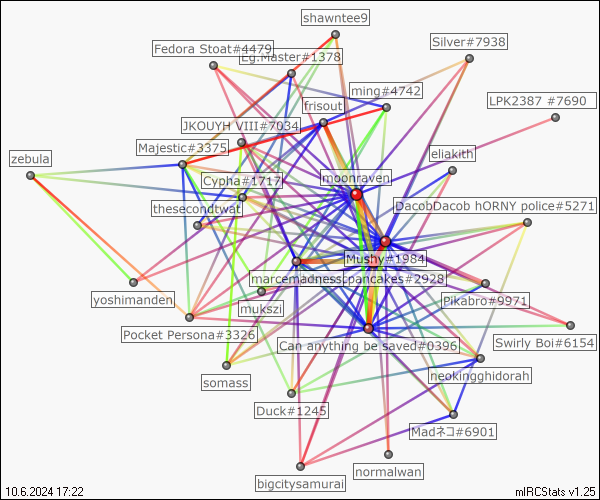 shawntee9
Silver#7938
Fedora Stoat#4479
Eg.Master#1378
ming#4742
LPK2387 #7690
frisout
JKOUYH VIII#7034
Majestic#3375
eliakith
zebula
Cypha#1717
moonraven
thesecondtwat
DacobDacob hORNY police#5271
Mushy#1984
marcemadness.pancakes#2928
yoshimanden
mukszi
Pikabro#9971
Pocket Persona#3326
Can anything be saved#0396
Swirly Boi#6154
somass
neokingghidorah
Duck#1245
Madネコ#6901
normalwan
bigcitysamurai
10.6.2024 17:22
mIRCStats v1.25